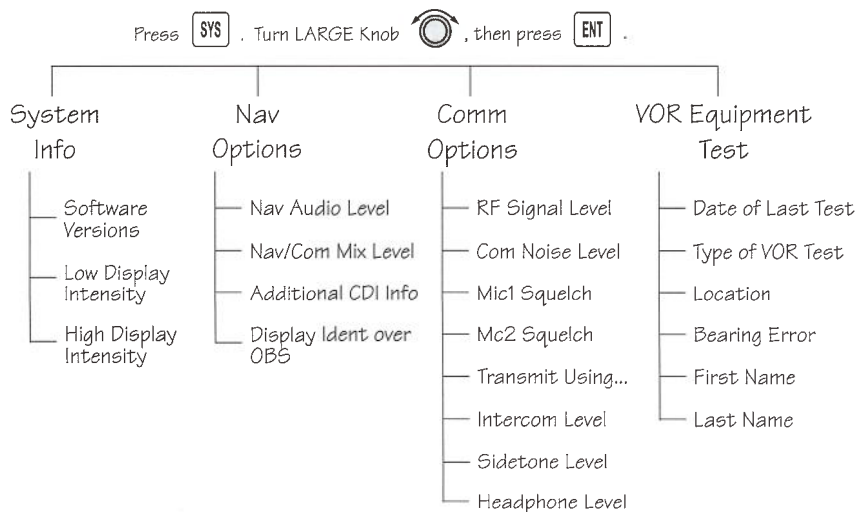 Press SYS . Turn LARGE Knob , then press ENT .
System
Info
Software
Versions
Low Display
Intensity
High Display
Intensity
Nav
Options
Nav Audio Level
Nav/Com Mix Level
Additional CDI Info
Display Ident over
OBS
Comm
Options
RF Signal Level
Com Noise Level
Mic1 Squelch
Mc2 Squelch
Transmit Using...
Intercom Level
Sidetone Level
Headphone Level
VOR Equipment
Test
Date of Last Test
Type of VOR Test
Location
Bearing Error
First Name
Last Name